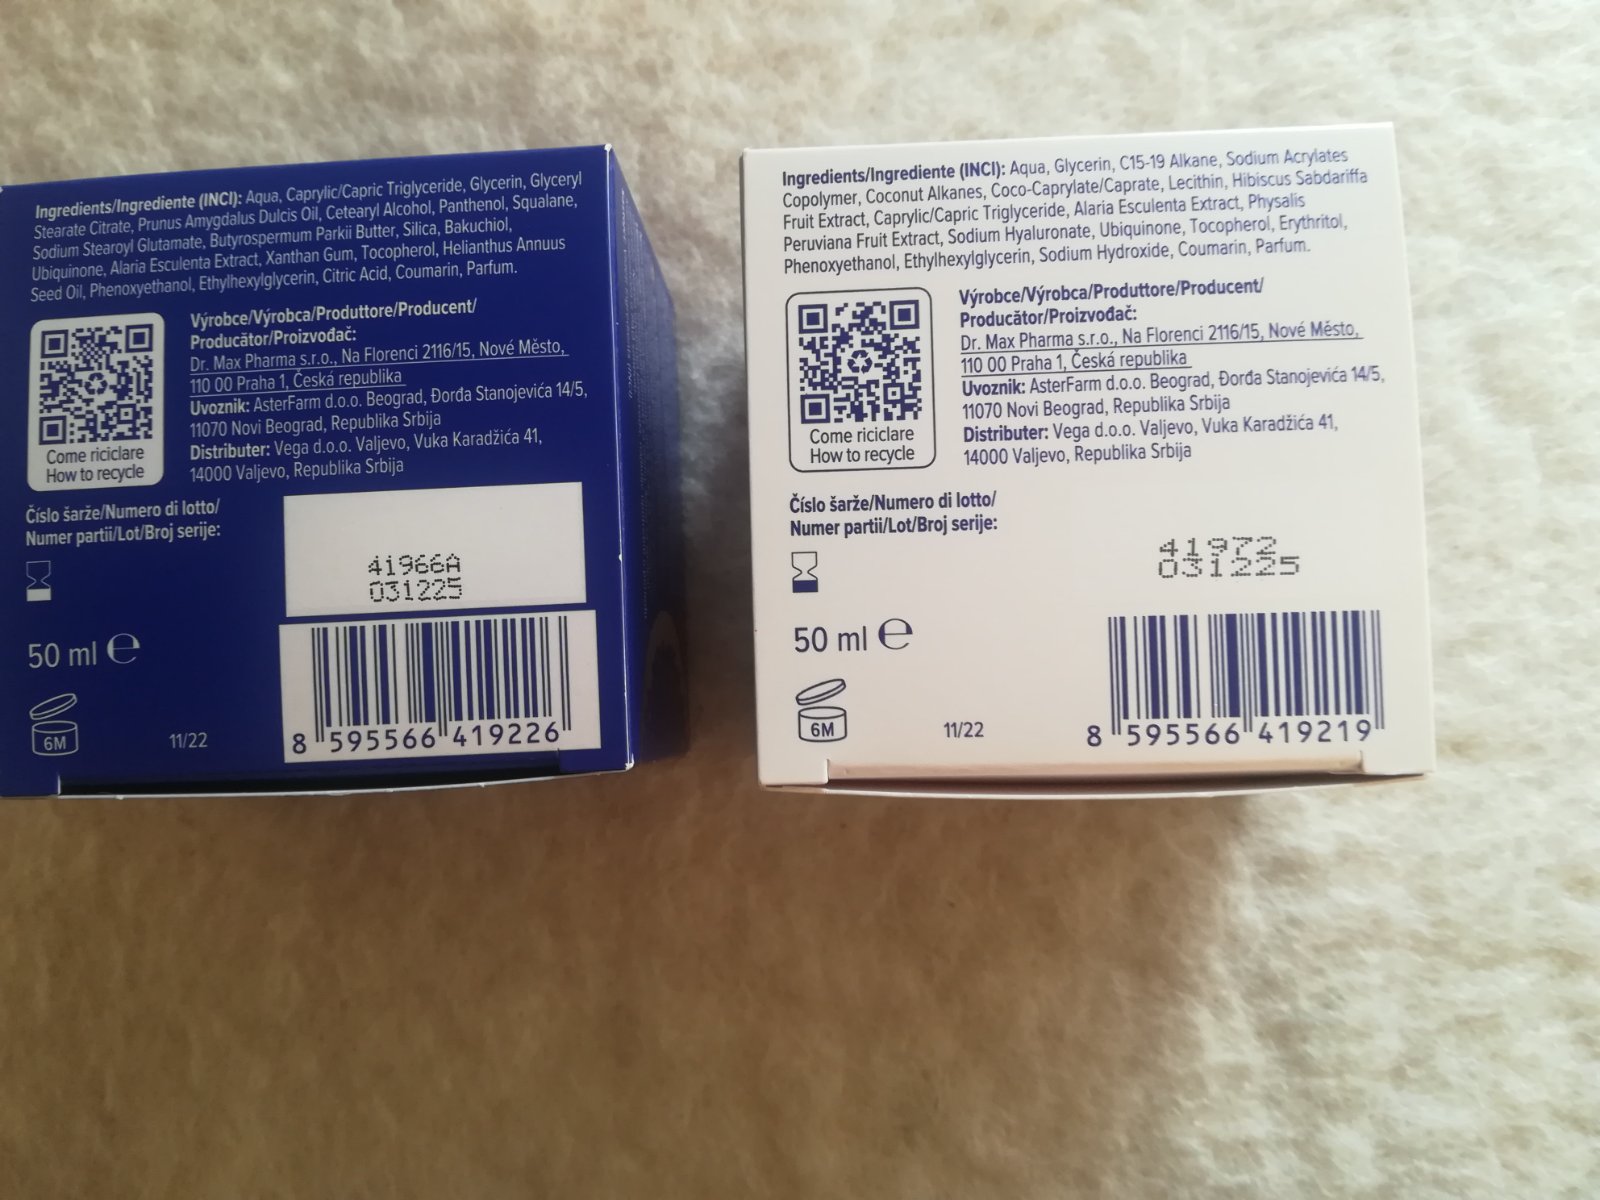 Ingredients/Ingrediente (INCI): Aqua, Caprylic/Capric Triglyceride, Glycerin, Glyceryl
Stearate Citrate, Prunus Amygdalus Dulcis Oil, Cetearyl Alcohol, Panthenol, Squalane,
Sodium Stearoyl Glutamate, Butyrospermum Parkii Butter, Silica, Bakuchiol,
Ubiquinone, Alaria Esculenta Extract, Xanthan Gum, Tocopherol, Helianthus Annuus
Seed Oil, Phenoxyethanol, Ethylhexylglycerin, Citric Acid, Coumarin, Parfum.
Come riciclare
How to recycle
Výrobce/Výrobca/Produttore/Producent/
Producător/Proizvođač:
Dr. Max Pharma s.r.o., Na Florenci 2116/15, Nové Město,
110 00 Praha 1, Česká republika
Uvoznik: AsterFarm d.o.o. Beograd, Đorđa Stanojevića 14/5,
11070 Novi Beograd, Republika Srbija
Distributer: Vega d.o.o. Valjevo, Vuka Karadžića 41,
14000 Valjevo, Republika Srbija
Číslo šarže/Numero di lotto/
Numer partii/Lot/Broj serije:
41966A
031225
50 ml ℮
6M
11/22
8 595566 419226
Ingredients/Ingrediente (INCI): Aqua, Glycerin, C15-19 Alkane, Sodium Acrylates
Copolymer, Coconut Alkanes, Coco-Caprylate/Caprate, Lecithin, Hibiscus Sabdariffa
Fruit Extract, Caprylic/Capric Triglyceride, Alaria Esculenta Extract, Physalis
Peruviana Fruit Extract, Sodium Hyaluronate, Ubiquinone, Tocopherol, Erythritol,
Phenoxyethanol, Ethylhexylglycerin, Sodium Hydroxide, Coumarin, Parfum.
Come riciclare
How to recycle
Výrobce/Výrobca/Produttore/Producent/
Producător/Proizvođač:
Dr. Max Pharma s.r.o., Na Florenci 2116/15, Nové Město,
110 00 Praha 1, Česká republika
Uvoznik: AsterFarm d.o.o. Beograd, Đorđa Stanojevića 14/5,
11070 Novi Beograd, Republika Srbija
Distributer: Vega d.o.o. Valjevo, Vuka Karadžića 41,
14000 Valjevo, Republika Srbija
Číslo šarže/Numero di lotto/
Numer partii/Lot/Broj serije:
41972
031225
50 ml ℮
6M
11/22
8 595566 419219